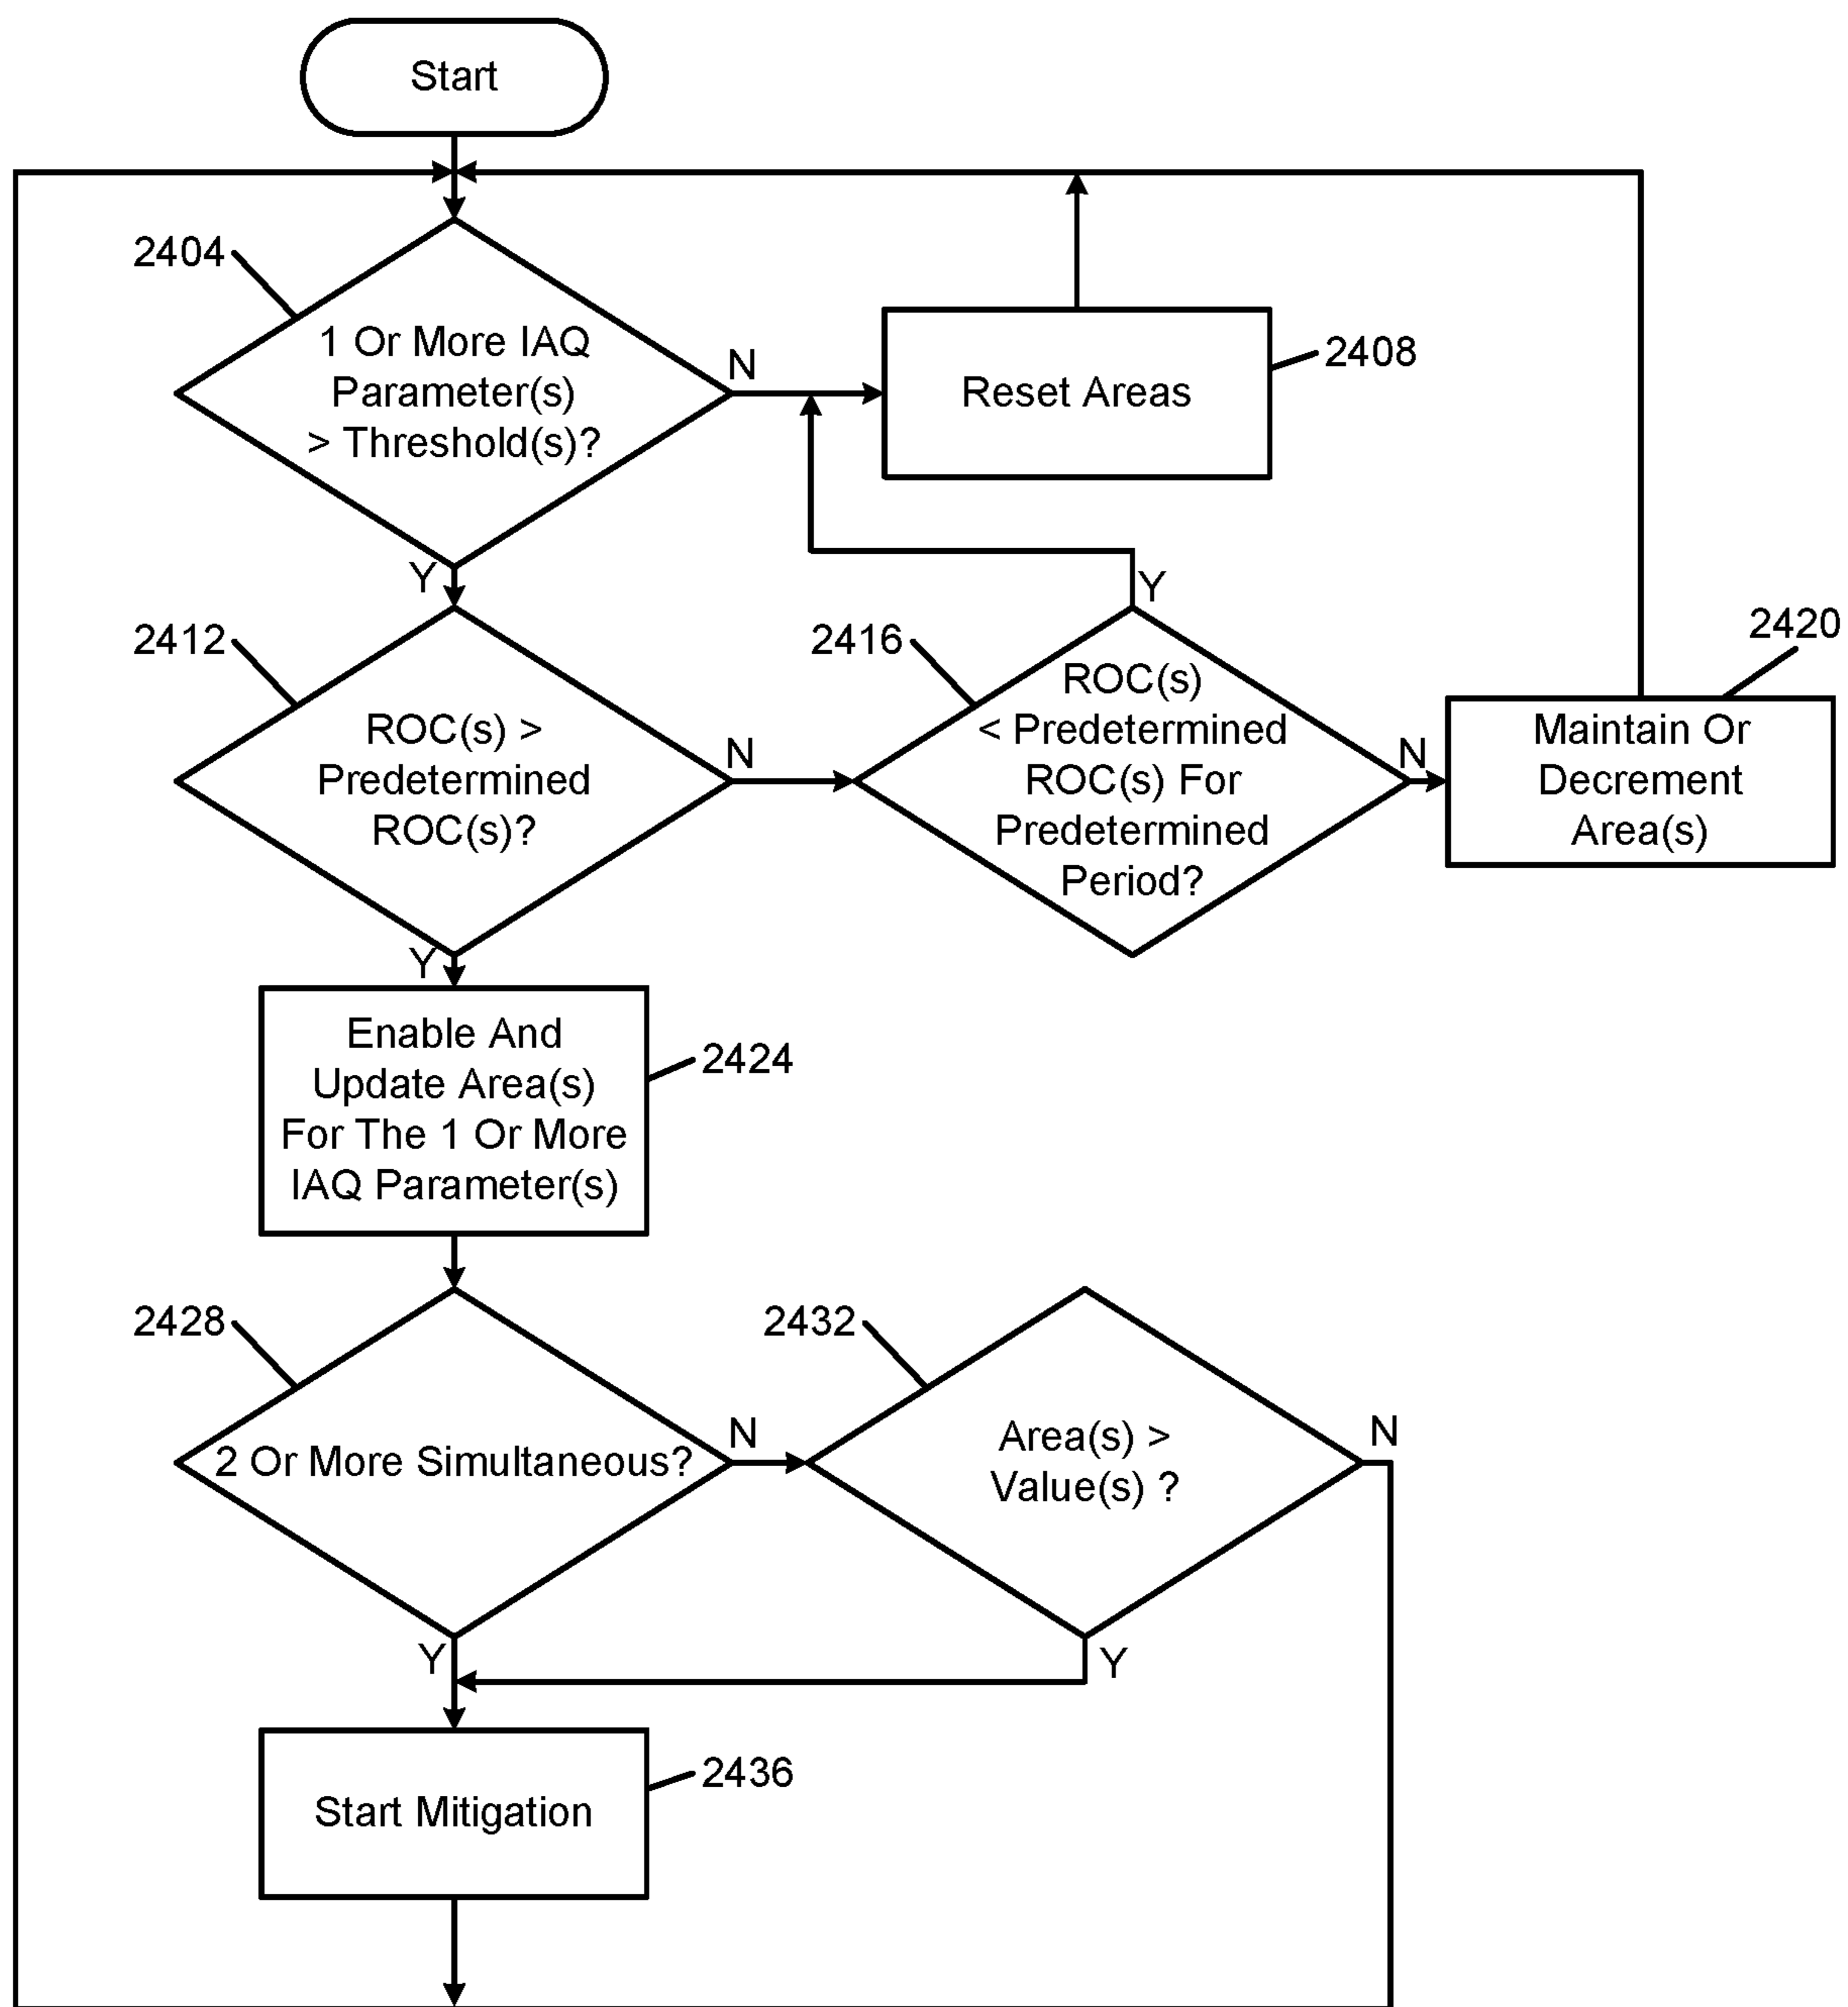 Start
2404
1 Or More IAQ
Parameter(s)
> Threshold(s)?
N
Y
Reset Areas
2408
2412
ROC(s) >
Predetermined
ROC(s)?
N
Y
2416
ROC(s)
< Predetermined
ROC(s) For
Predetermined
Period?
Y
N
2420
Maintain Or
Decrement
Area(s)
Enable And
Update Area(s)
For The 1 Or More
IAQ Parameter(s)
2424
2428
2 Or More Simultaneous?
N
Y
2432
Area(s) >
Value(s) ?
N
Y
Start Mitigation
2436